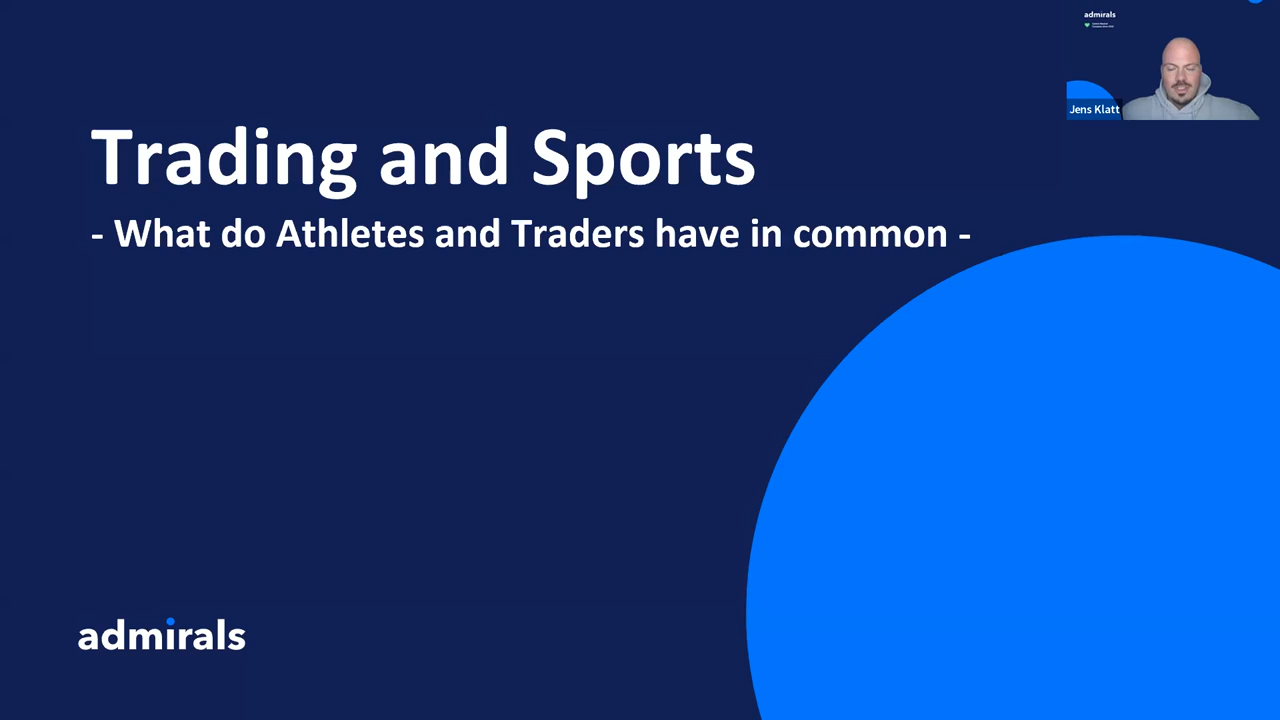 admirals
Jens Klatt
Trading and Sports
- What do Athletes and Traders have in common -
admirals